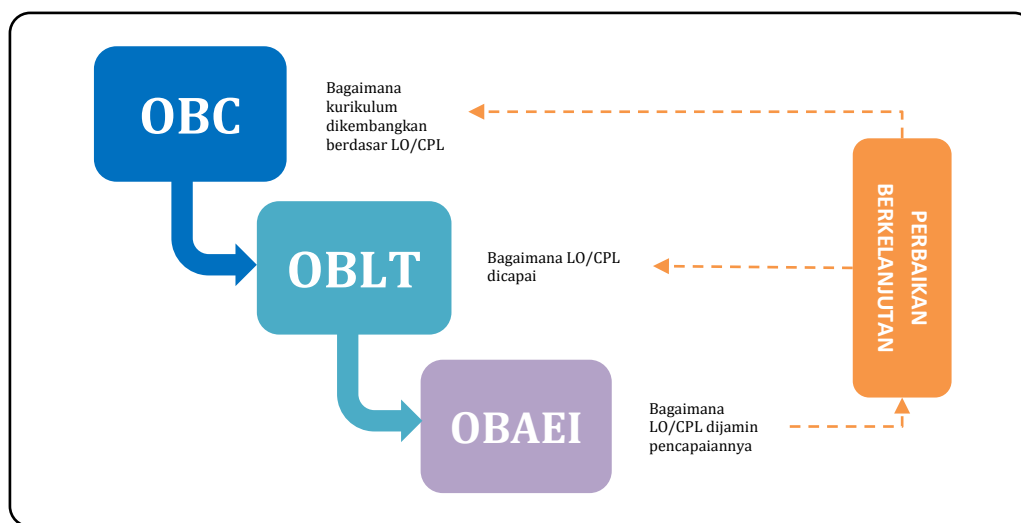 OBC
Bagaimana
kurikulum
dikembangkan
berdasar LO/CPL
OBLT
Bagaimana LO/CPL
dicapai
OBAEI
Bagaimana
LO/CPL dijamin
pencapaiannya
PERBAIKAN
BERKELANJUTAN